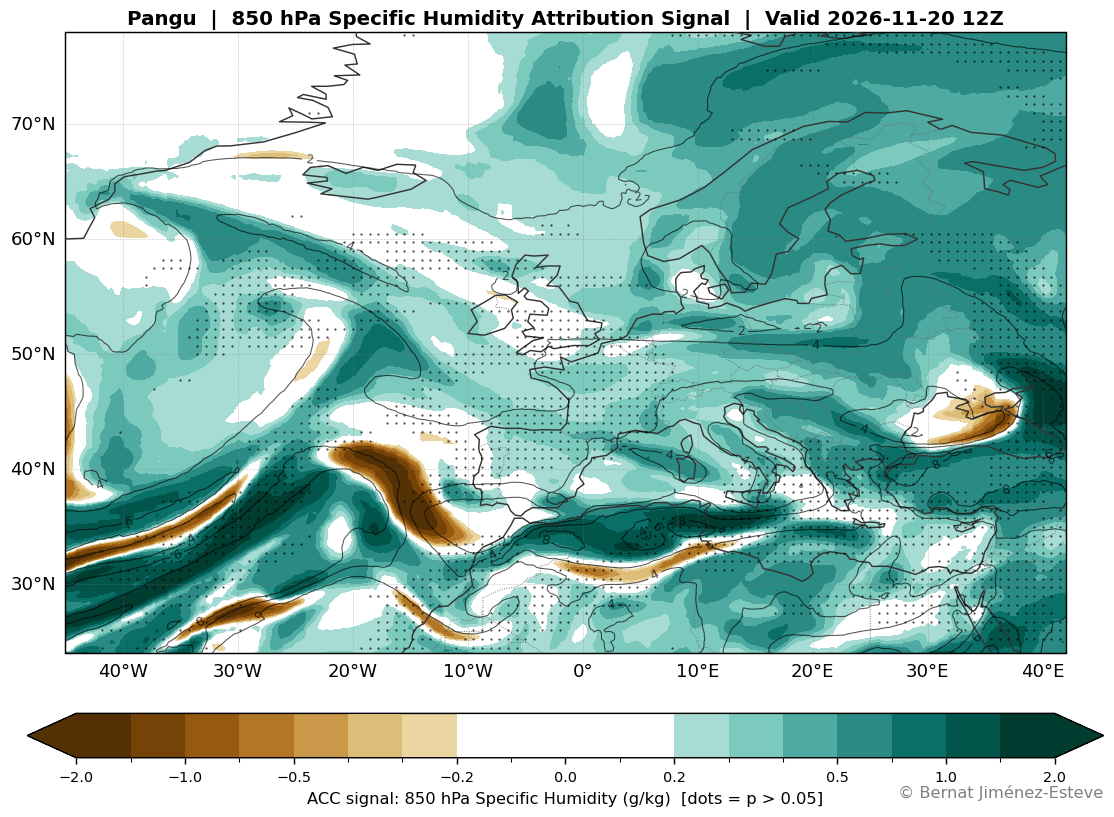 Pangu | 850 hPa Specific Humidity Attribution Signal | Valid 2026-11-20 12Z
70°N
60°N
50°N
40°N
30°N
40°W 30°W 20°W 10°W 0° 10°E 20°E 30°E 40°E
−2.0 −1.0 −0.5 −0.2 0.0 0.2 0.5 1.0 2.0
ACC signal: 850 hPa Specific Humidity (g/kg) [dots = p > 0.05]
© Bernat Jiménez-Esteve